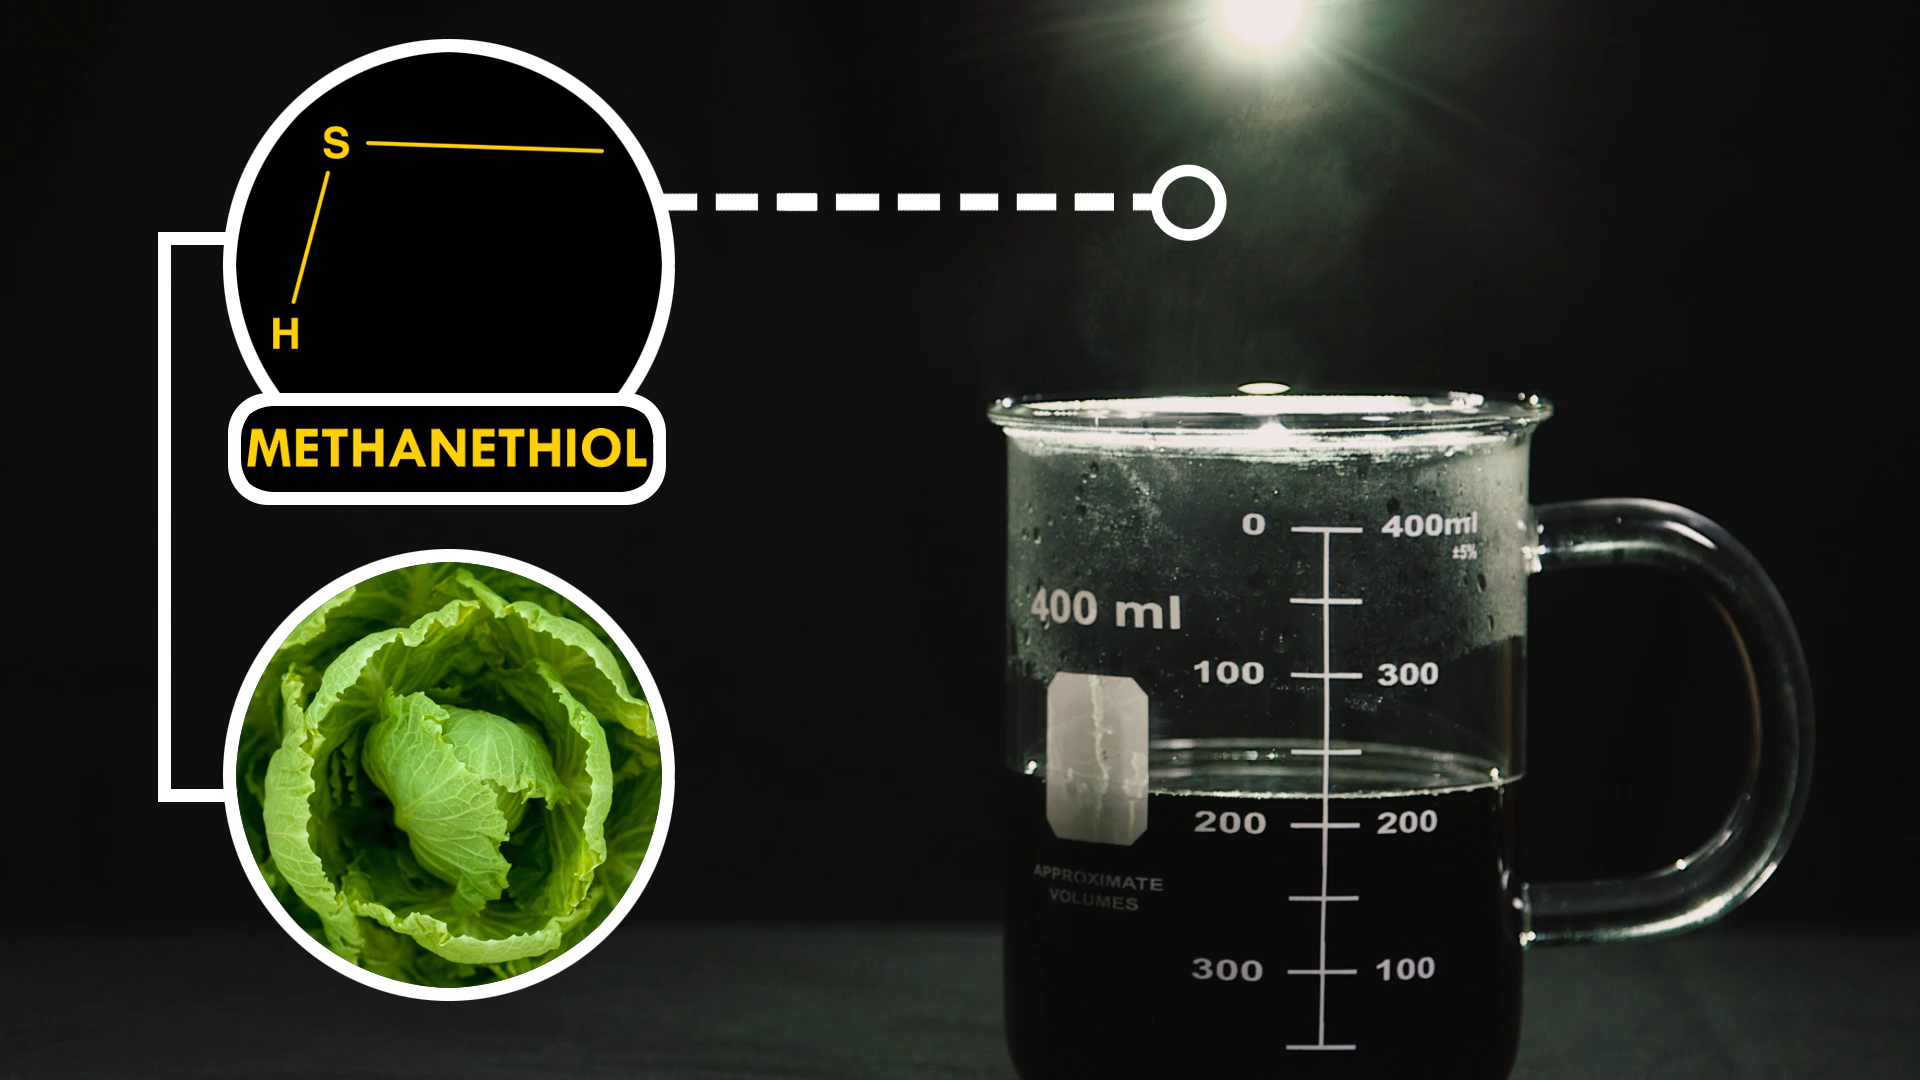 S
H
METHANETHIOL
0 400ml
±5%
400 ml
100 300
200 200
APPROXIMATE
VOLUMES
300 100